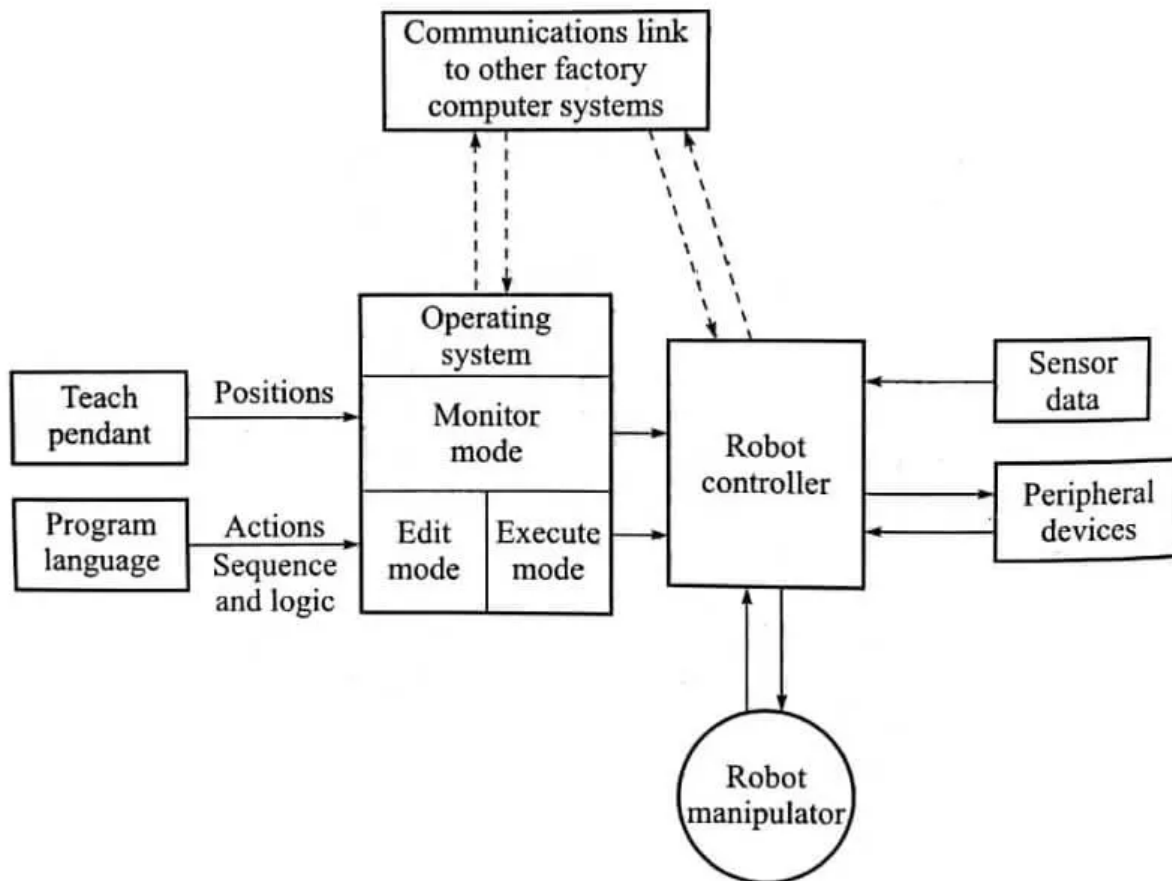 Communications link
to other factory
computer systems
Operating
system
Teach
pendant
Positions
Monitor
mode
Robot
controller
Sensor
data
Program
language
Actions
Sequence
and logic
Edit
mode
Execute
mode
Peripheral
devices
Robot
manipulator